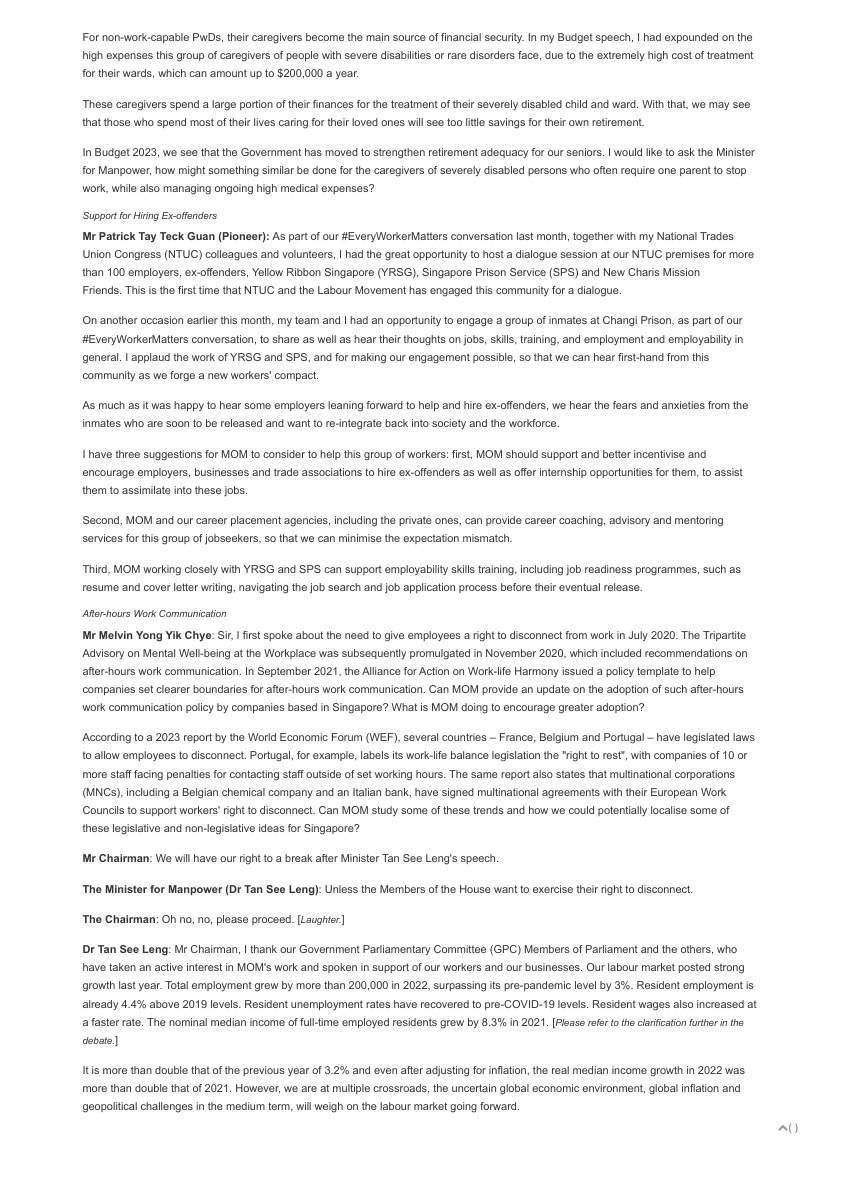 For non-work-capable PwDs, their caregivers become the main source of financial security. In my Budget speech, I had expounded on the
high expenses this group of caregivers of people with severe disabilities or rare disorders face, due to the extremely high cost of treatment
for their wards, which can amount up to $200,000 a year.
These caregivers spend a large portion of their finances for the treatment of their severely disabled child and ward. With that, we may see
that those who spend most of their lives caring for their loved ones will see too little savings for their own retirement.
In Budget 2023, we see that the Government has moved to strengthen retirement adequacy for our seniors. I would like to ask the Minister
for Manpower, how might something similar be done for the caregivers of severely disabled persons who often require one parent to stop
work, while also managing ongoing high medical expenses?
Support for Hiring Ex-offenders
Mr Patrick Tay Teck Guan (Pioneer): As part of our #EveryWorkerMatters conversation last month, together with my National Trades
Union Congress (NTUC) colleagues and volunteers, I had the great opportunity to host a dialogue session at our NTUC premises for more
than 100 employers, ex-offenders, Yellow Ribbon Singapore (YRSG), Singapore Prison Service (SPS) and New Charis Mission
Friends. This is the first time that NTUC and the Labour Movement has engaged this community for a dialogue.
On another occasion earlier this month, my team and I had an opportunity to engage a group of inmates at Changi Prison, as part of our
#EveryWorkerMatters conversation, to share as well as hear their thoughts on jobs, skills, training, and employment and employability in
general. I applaud the work of YRSG and SPS, and for making our engagement possible, so that we can hear first-hand from this
community as we forge a new workers' compact.
As much as it was happy to hear some employers leaning forward to help and hire ex-offenders, we hear the fears and anxieties from the
inmates who are soon to be released and want to re-integrate back into society and the workforce.
I have three suggestions for MOM to consider to help this group of workers: first, MOM should support and better incentivise and
encourage employers, businesses and trade associations to hire ex-offenders as well as offer internship opportunities for them, to assist
them to assimilate into these jobs.
Second, MOM and our career placement agencies, including the private ones, can provide career coaching, advisory and mentoring
services for this group of jobseekers, so that we can minimise the expectation mismatch.
Third, MOM working closely with YRSG and SPS can support employability skills training, including job readiness programmes, such as
resume and cover letter writing, navigating the job search and job application process before their eventual release.
After-hours Work Communication
Mr Melvin Yong Yik Chye: Sir, I first spoke about the need to give employees a right to disconnect from work in July 2020. The Tripartite
Advisory on Mental Well-being at the Workplace was subsequently promulgated in November 2020, which included recommendations on
after-hours work communication. In September 2021, the Alliance for Action on Work-life Harmony issued a policy template to help
companies set clearer boundaries for after-hours work communication. Can MOM provide an update on the adoption of such after-hours
work communication policy by companies based in Singapore? What is MOM doing to encourage greater adoption?
According to a 2023 report by the World Economic Forum (WEF), several countries – France, Belgium and Portugal – have legislated laws
to allow employees to disconnect. Portugal, for example, labels its work-life balance legislation the "right to rest", with companies of 10 or
more staff facing penalties for contacting staff outside of set working hours. The same report also states that multinational corporations
(MNCs), including a Belgian chemical company and an Italian bank, have signed multinational agreements with their European Work
Councils to support workers' right to disconnect. Can MOM study some of these trends and how we could potentially localise some of
these legislative and non-legislative ideas for Singapore?
Mr Chairman: We will have our right to a break after Minister Tan See Leng's speech.
The Minister for Manpower (Dr Tan See Leng): Unless the Members of the House want to exercise their right to disconnect.
The Chairman: Oh no, no, please proceed. [Laughter.]
Dr Tan See Leng: Mr Chairman, I thank our Government Parliamentary Committee (GPC) Members of Parliament and the others, who
have taken an active interest in MOM's work and spoken in support of our workers and our businesses. Our labour market posted strong
growth last year. Total employment grew by more than 200,000 in 2022, surpassing its pre-pandemic level by 3%. Resident employment is
already 4.4% above 2019 levels. Resident unemployment rates have recovered to pre-COVID-19 levels. Resident wages also increased at
a faster rate. The nominal median income of full-time employed residents grew by 8.3% in 2021. [Please refer to the clarification further in the
debate.]
It is more than double that of the previous year of 3.2% and even after adjusting for inflation, the real median income growth in 2022 was
more than double that of 2021. However, we are at multiple crossroads, the uncertain global economic environment, global inflation and
geopolitical challenges in the medium term, will weigh on the labour market going forward.
( )